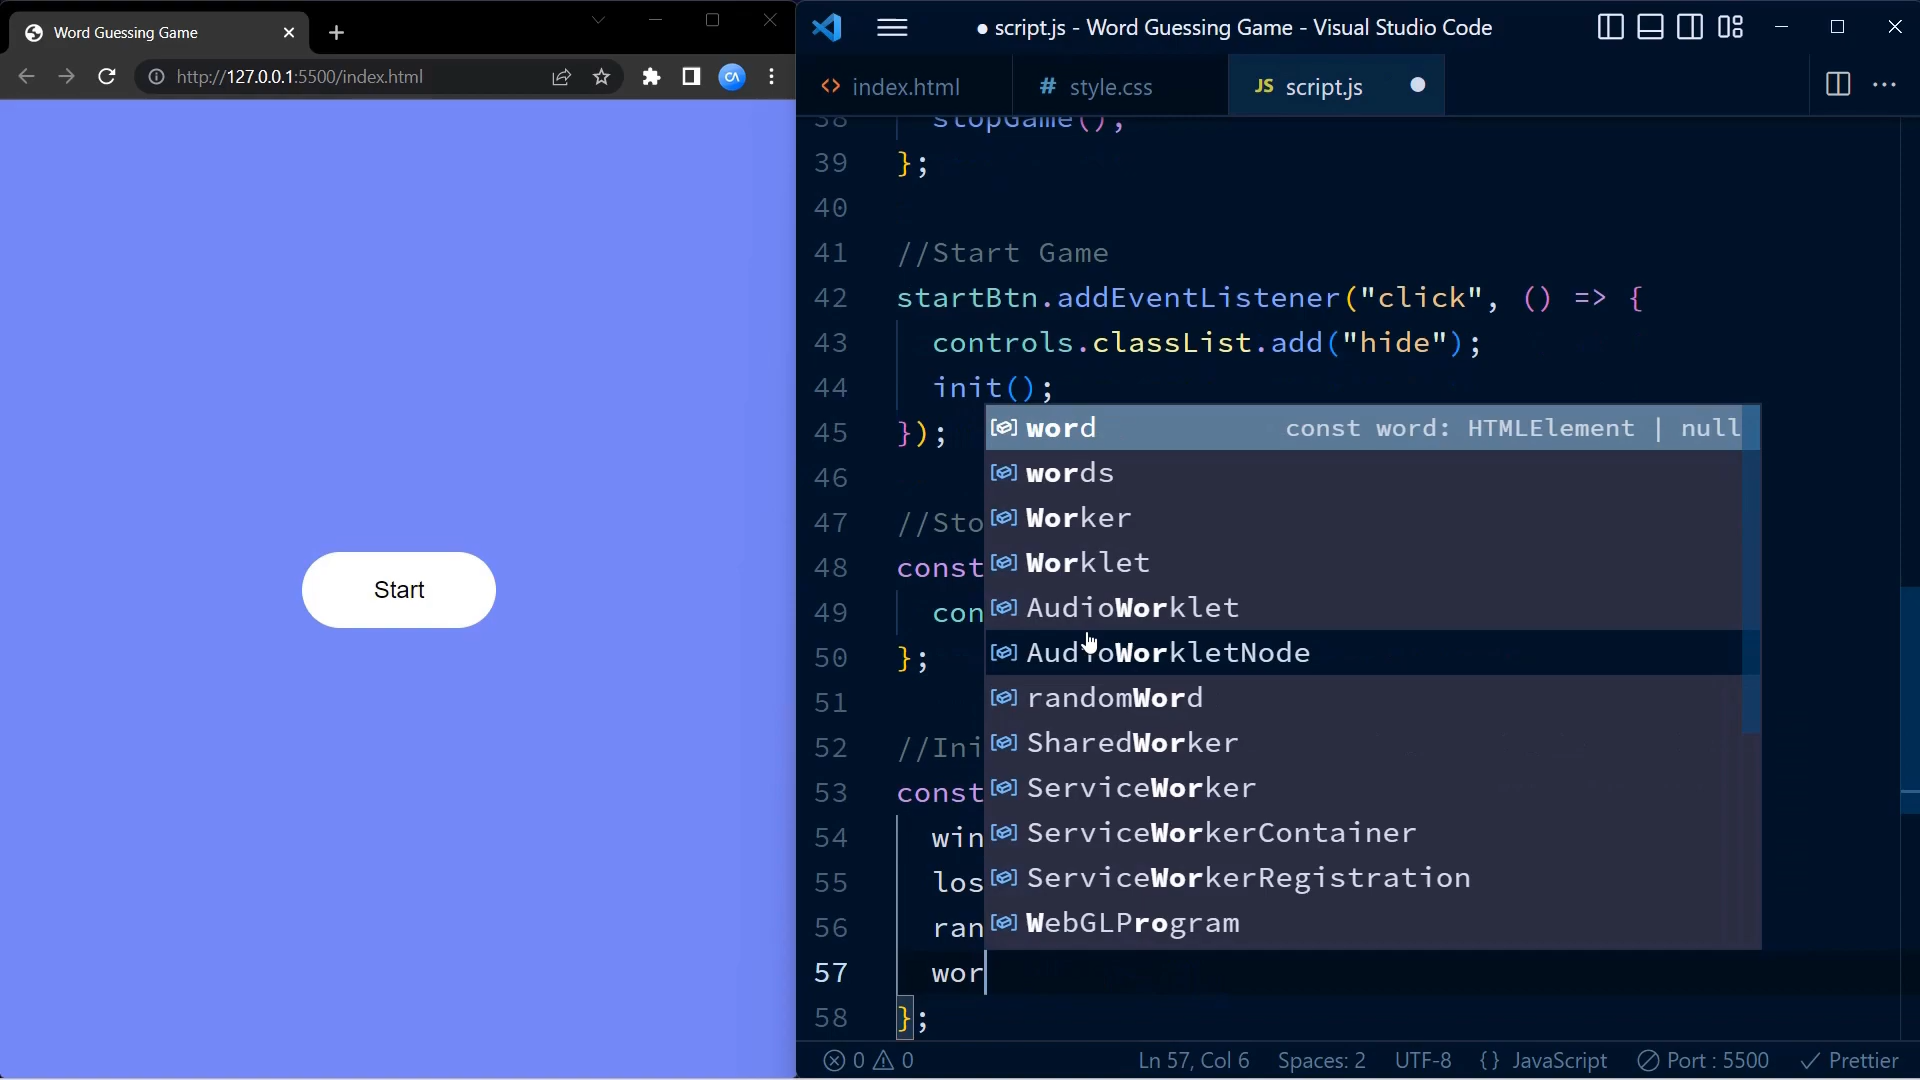 Word Guessing Game
http://127.0.0.1:5500/index.html
CA
Start
● script.js - Word Guessing Game - Visual Studio Code
<> index.html
# style.css
JS script.js
38 stopGame();
39 };
40
41 //Start Game
42 startBtn.addEventListener("click", () => {
43 controls.classList.add("hide");
44 init();
45 });
46
47 //Sto
48 const
49 con
50 };
51
52 //Ini
53 const
54 win
55 los
56 ran
57 wor
58 };
word const word: HTMLElement | null
words
Worker
Worklet
AudioWorklet
AudioWorkletNode
randomWord
SharedWorker
ServiceWorker
ServiceWorkerContainer
ServiceWorkerRegistration
WebGLProgram
0 0 Ln 57, Col 6 Spaces: 2 UTF-8 {} JavaScript Port : 5500 Prettier